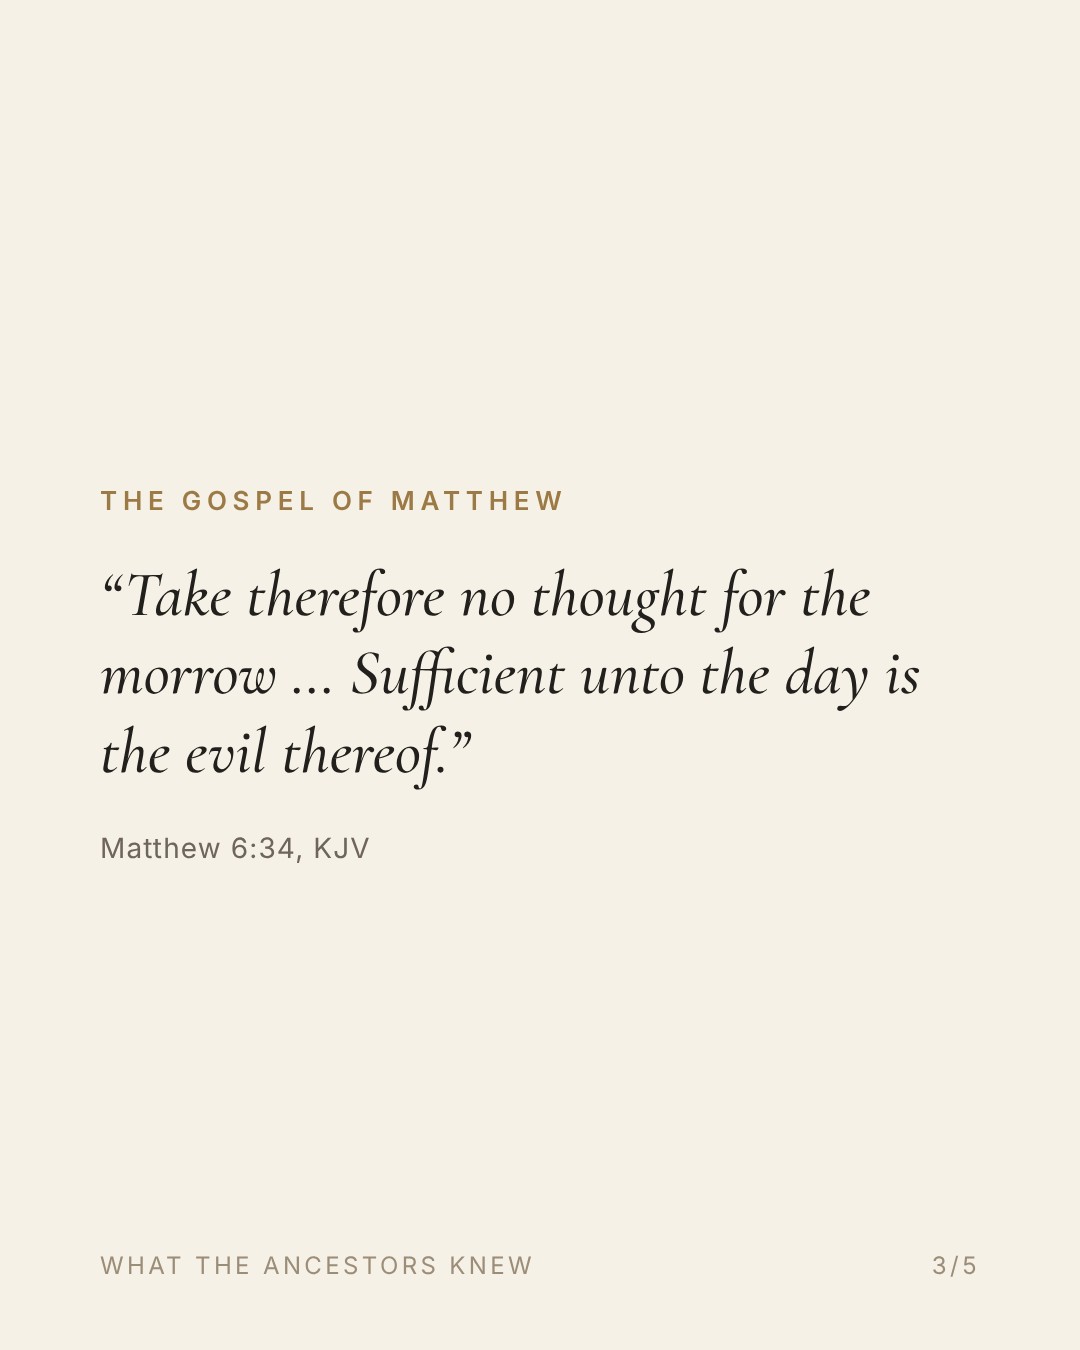 THE GOSPEL OF MATTHEW
“Take therefore no thought for the
morrow … Sufficient unto the day is
the evil thereof.”
Matthew 6:34, KJV
WHAT THE ANCESTORS KNEW
3/5